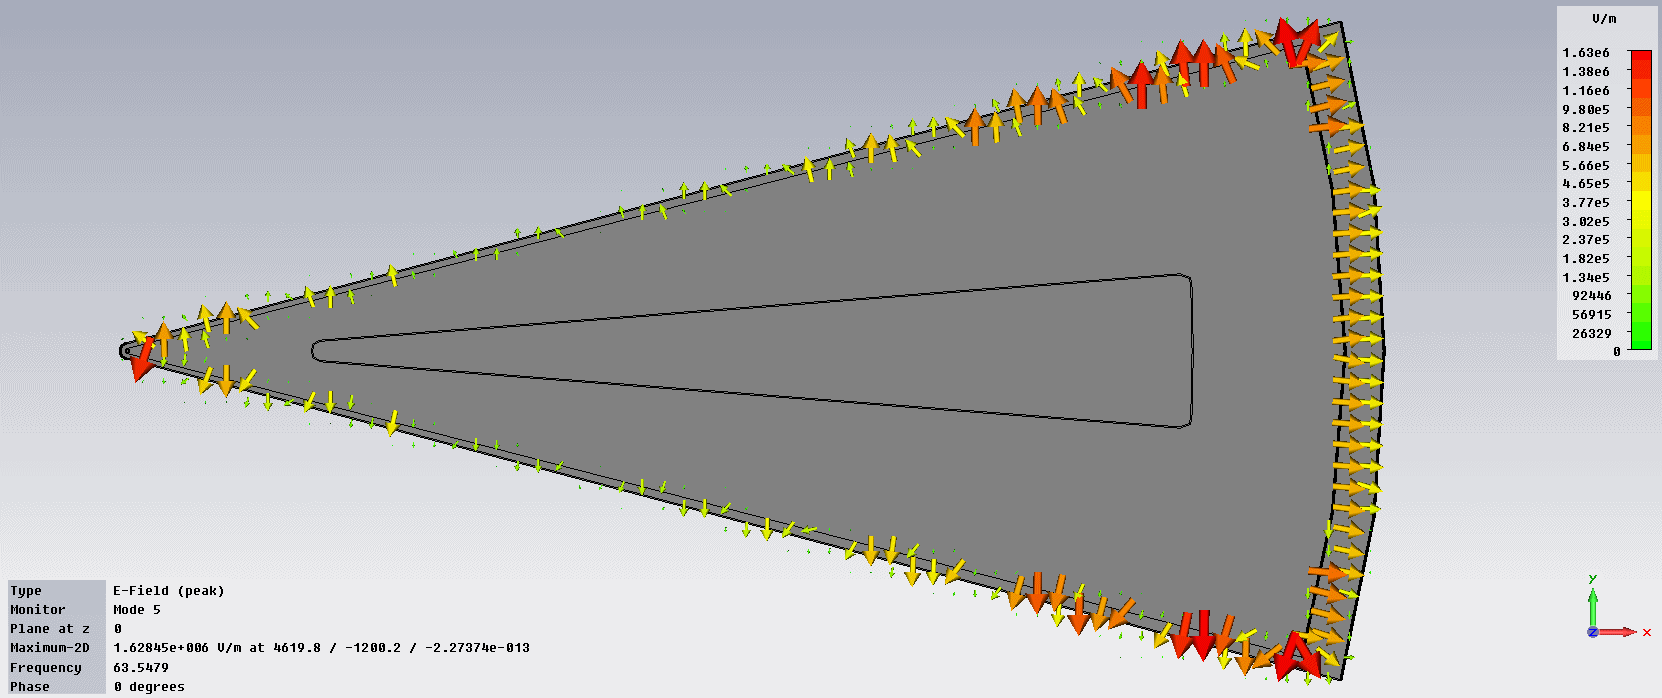 V/m
1.63e6
1.38e6
1.16e6
9.80e5
8.21e5
6.84e5
5.66e5
4.65e5
3.77e5
3.02e5
2.37e5
1.82e5
1.34e5
92446
56915
26329
0
Type E-Field (peak)
Monitor Mode 5
Plane at z 0
Maximum-2D 1.62845e+006 V/m at 4619.8 / -1200.2 / -2.27374e-013
Frequency 63.5479
Phase 0 degrees
y
z x